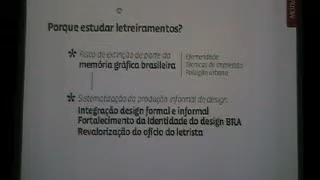 Porque estudar letreiramentos?
* Risco de extinção de parte da
memória gráfica brasileira
Efemeridade
Técnicas de impressão
Poluição urbana
* Sistematização da produção informal do design
Integração design formal e informal
Fortalecimento da Identidade do design BRA
Revalorização do ofício do letrista